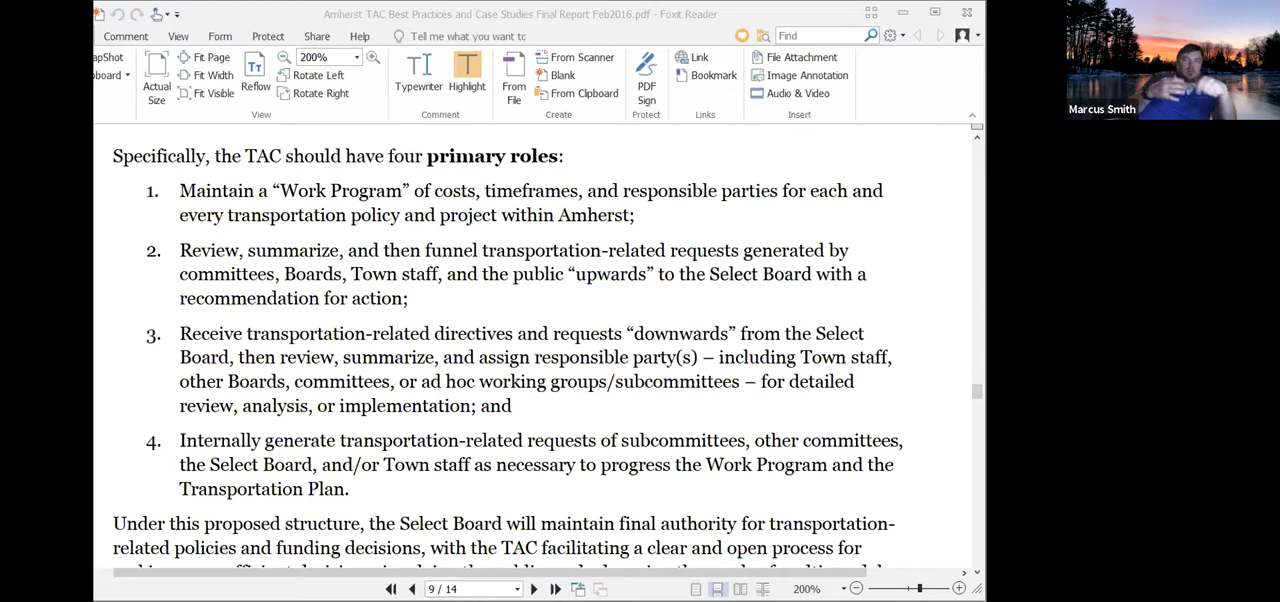 Amherst TAC Best Practices and Case Studies Final Report Feb2016.pdf - Foxit Reader
Comment View Form Protect Share Help Tell me what you want tc Find
apShot
board
Actual Size
Fit Page
Fit Width
Fit Visible
Reflow
200%
Rotate Left
Rotate Right
View
Typewriter Highlight
Comment
From File
From Scanner
Blank
From Clipboard
Create
PDF Sign
Protect
Link
Bookmark
Links
File Attachment
Image Annotation
Audio & Video
Insert
Marcus Smith
Specifically, the TAC should have four primary roles:
1. Maintain a “Work Program” of costs, timeframes, and responsible parties for each and
every transportation policy and project within Amherst;
2. Review, summarize, and then funnel transportation-related requests generated by
committees, Boards, Town staff, and the public “upwards” to the Select Board with a
recommendation for action;
3. Receive transportation-related directives and requests “downwards” from the Select
Board, then review, summarize, and assign responsible party(s) – including Town staff,
other Boards, committees, or ad hoc working groups/subcommittees – for detailed
review, analysis, or implementation; and
4. Internally generate transportation-related requests of subcommittees, other committees,
the Select Board, and/or Town staff as necessary to progress the Work Program and the
Transportation Plan.
Under this proposed structure, the Select Board will maintain final authority for transportation-
related policies and funding decisions, with the TAC facilitating a clear and open process for
9 / 14 200%